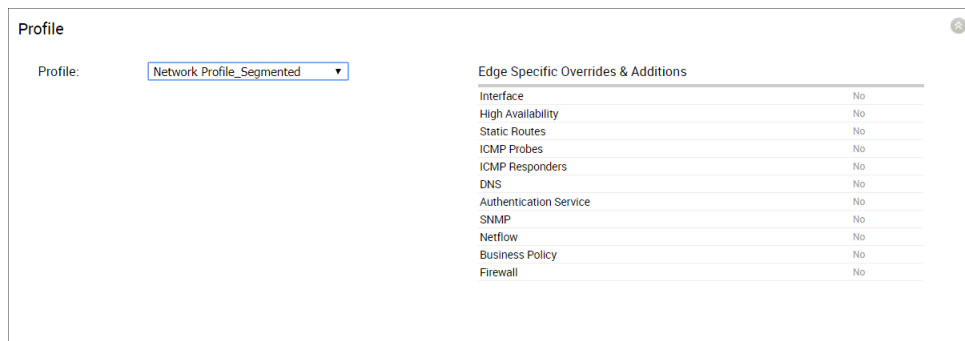 Profile
Profile: Network Profile_Segmented
Edge Specific Overrides & Additions
Interface No
High Availability No
Static Routes No
ICMP Probes No
ICMP Responders No
DNS No
Authentication Service No
SNMP No
Netflow No
Business Policy No
Firewall No